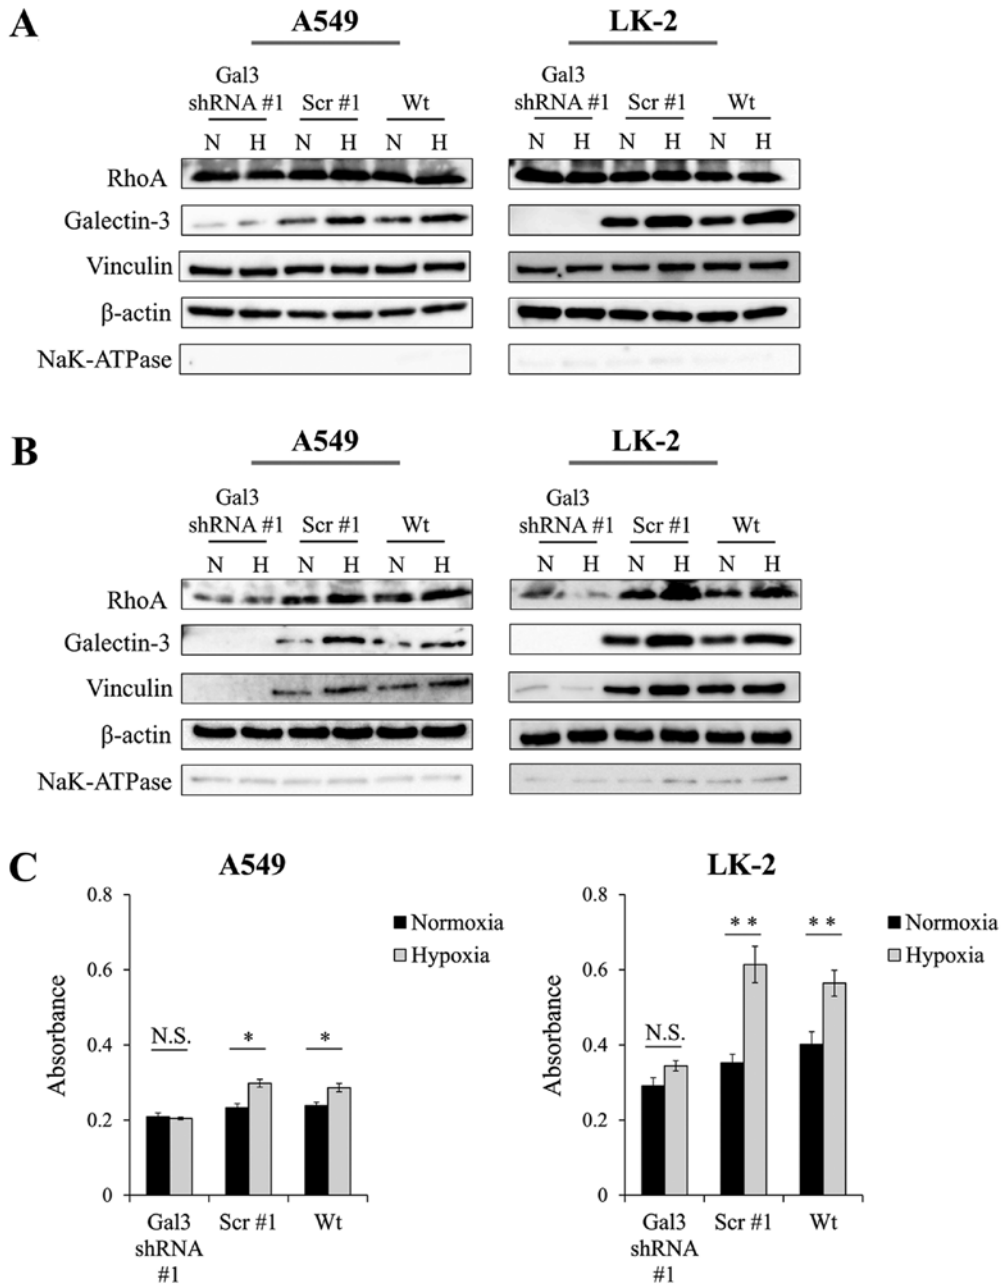 A
A549 LK-2
Gal3 Gal3
shRNA #1 Scr #1 Wt shRNA #1 Scr #1 Wt
N H N H N H N H N H N H
RhoA
Galectin-3
Vinculin
β-actin
NaK-ATPase
B
A549 LK-2
Gal3 Gal3
shRNA #1 Scr #1 Wt shRNA #1 Scr #1 Wt
N H N H N H N H N H N H
RhoA
Galectin-3
Vinculin
β-actin
NaK-ATPase
C
A549
Absorbance
0.8
0.6
0.4
0.2
0
N.S. * *
Normoxia
Hypoxia
Gal3 Scr #1 Wt
shRNA
#1
LK-2
Absorbance
0.8
0.6
0.4
0.2
0
N.S. ** **
Normoxia
Hypoxia
Gal3 Scr #1 Wt
shRNA
#1